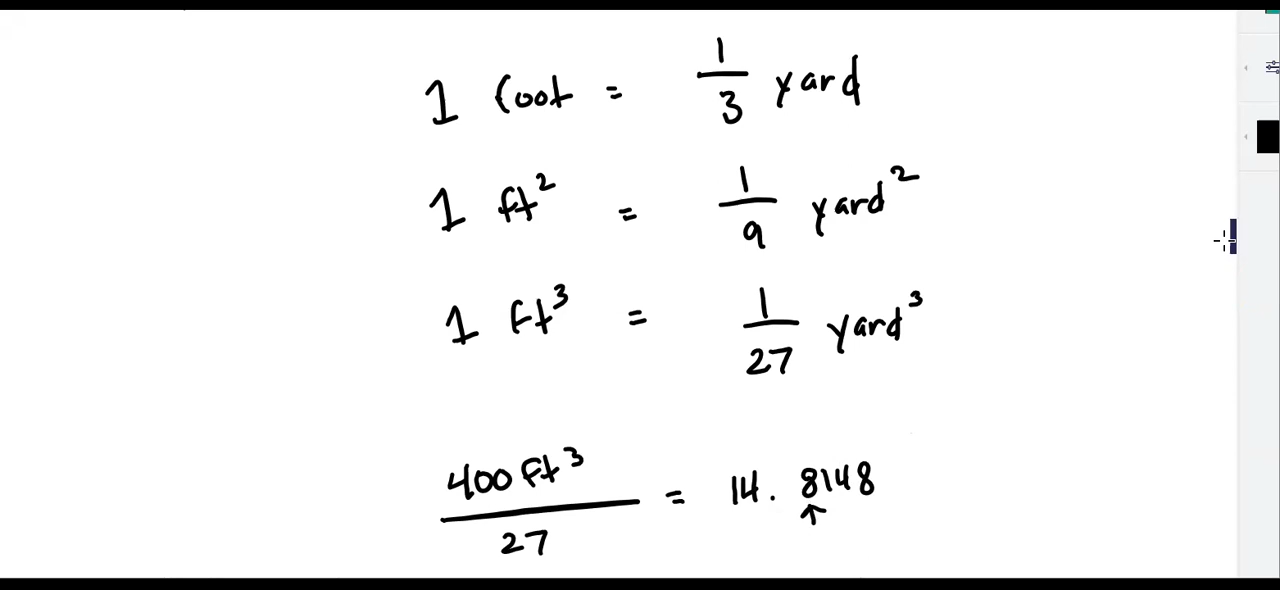 1 foot = 1/3 yard
1 ft² = 1/9 yard²
1 ft³ = 1/27 yard³
400 ft³/27 = 14.8148
↑